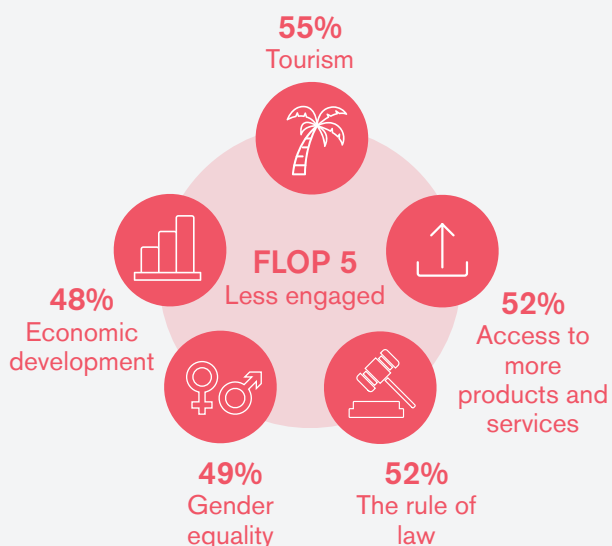 55%
Tourism
FLOP 5
Less engaged
52%
Access to
more
products and
services
52%
The rule of
law
49%
Gender
equality
48%
Economic
development